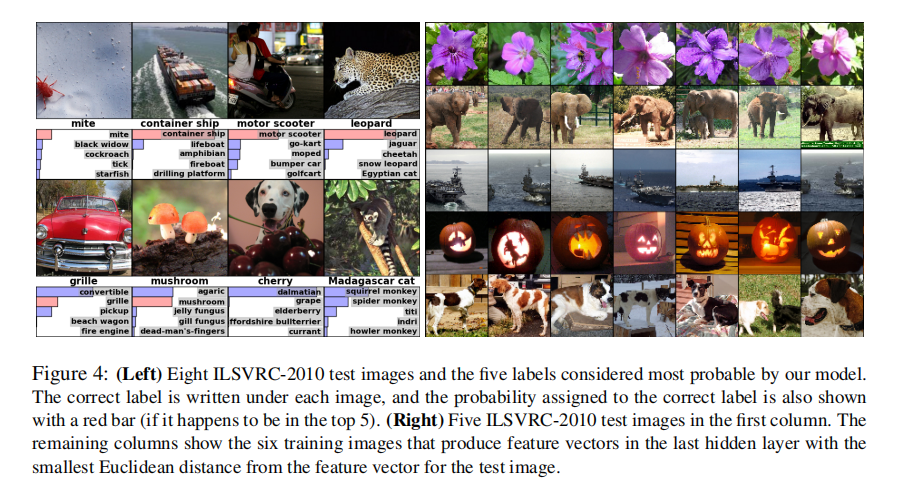 mite
mite
black widow
cockroach
tick
starfish
container ship
container ship
lifeboat
amphibian
fireboat
drilling platform
motor scooter
motor scooter
go-kart
moped
bumper car
golfcart
leopard
leopard
jaguar
cheetah
snow leopard
Egyptian cat
grille
convertible
grille
pickup
beach wagon
fire engine
mushroom
agaric
mushroom
jelly fungus
gill fungus
dead-man's-fingers
cherry
dalmatian
grape
elderberry
ffordshire bullterrier
currant
Madagascar cat
squirrel monkey
spider monkey
titi
indri
howler monkey
Figure 4: (Left) Eight ILSVRC-2010 test images and the five labels considered most probable by our model.
The correct label is written under each image, and the probability assigned to the correct label is also shown
with a red bar (if it happens to be in the top 5). (Right) Five ILSVRC-2010 test images in the first column. The
remaining columns show the six training images that produce feature vectors in the last hidden layer with the
smallest Euclidean distance from the feature vector for the test image.